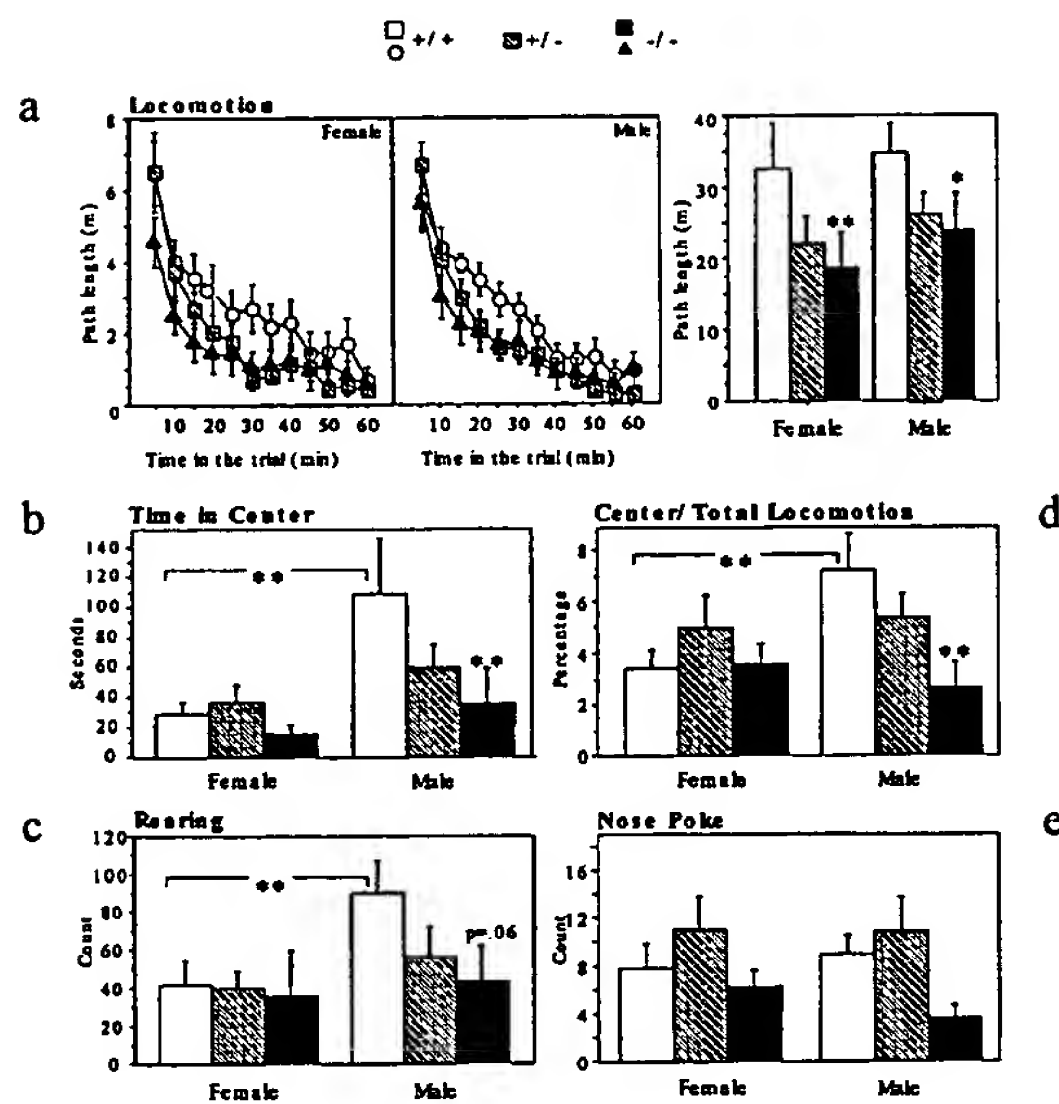 +/+ +/- -/-
a
Locomotion
Female
Male
Path length (m)
8
6
4
2
0
10 20 30 40 50 60
Time in the trial (min)
10 20 30 40 50 60
Time in the trial (min)
Path length (m)
40
30
20
10
0
**
*
Female Male
b
Time in Center
Seconds
140
120
100
80
60
40
20
0
**
**
Female Male
Center/Total Locomotion
d
Percentage
8
6
4
2
0
**
**
Female Male
c
Rearing
Count
120
100
80
60
40
20
0
**
p=.06
Female Male
Nose Poke
e
Count
16
12
8
4
0
Female Male